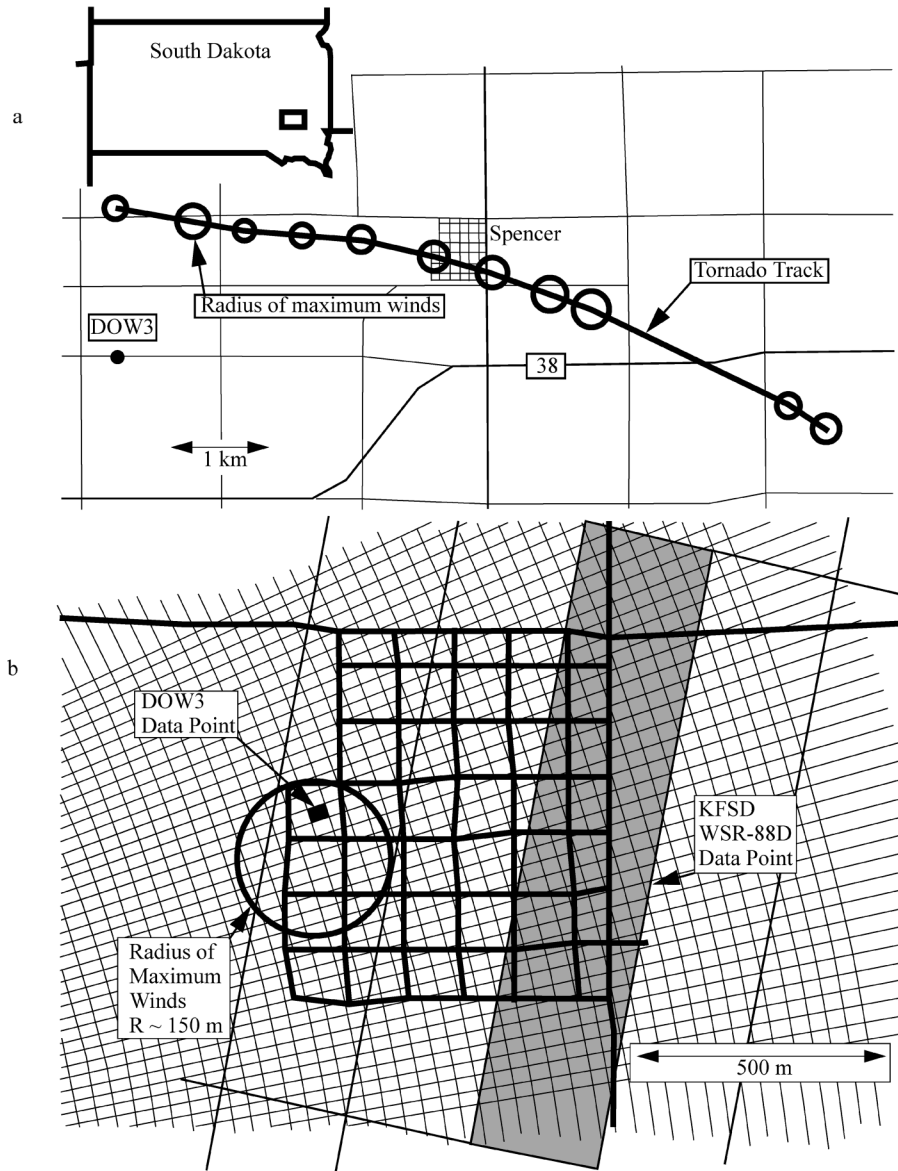 a
South Dakota
Spencer
Radius of maximum winds
Tornado Track
DOW3
38
1 km
b
DOW3
Data Point
KFSD
WSR-88D
Data Point
Radius of
Maximum
Winds
R ~ 150 m
500 m